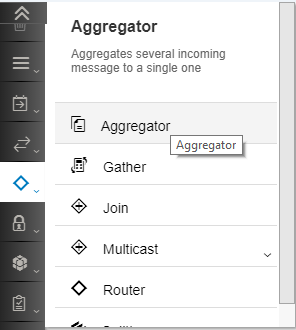 Aggregator
Aggregates several incoming
message to a single one
Aggregator
Aggregator
Gather
Join
Multicast
Router